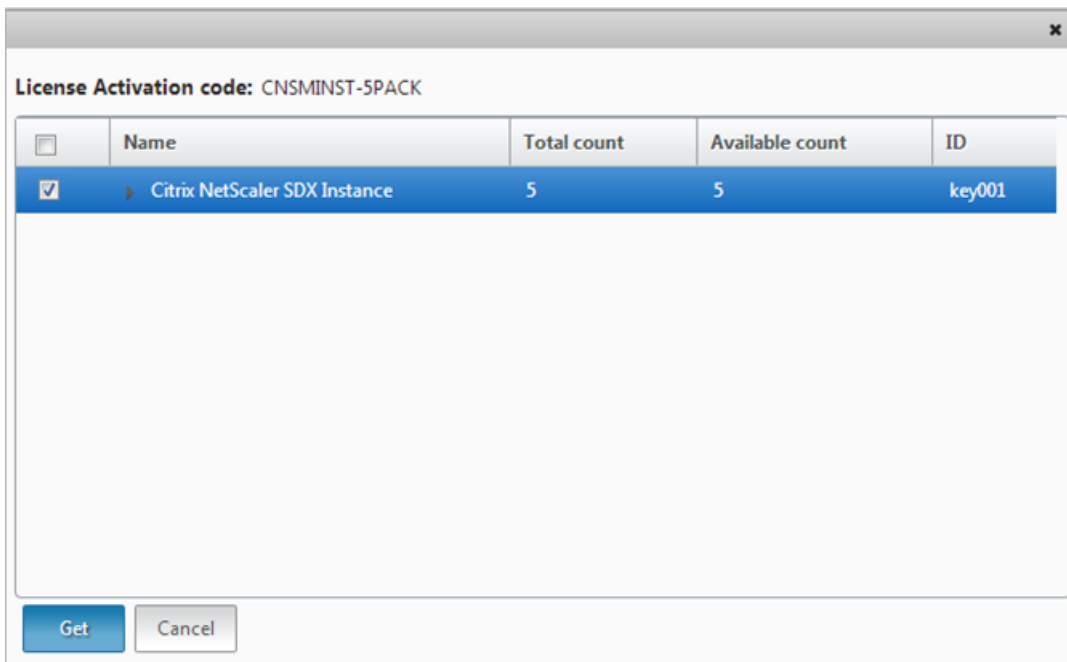 License Activation code: CNSMINST-5PACK
Name Total count Available count ID
Citrix NetScaler SDX Instance 5 5 key001
Get Cancel